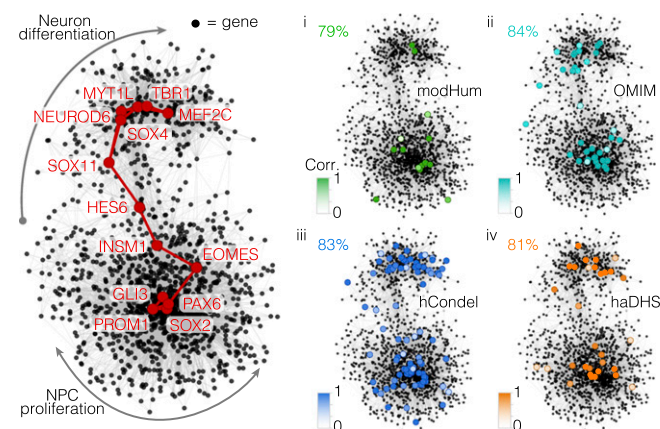 Neuron
differentiation
● = gene
MYT1L
TBR1
NEUROD6
MEF2C
SOX4
SOX11
HES6
INSM1
EOMES
GLI3
PAX6
PROM1
SOX2
NPC
proliferation
i
79%
modHum
Corr.
1
0
ii
84%
OMIM
1
0
iii
83%
hCondel
1
0
iv
81%
haDHS
1
0